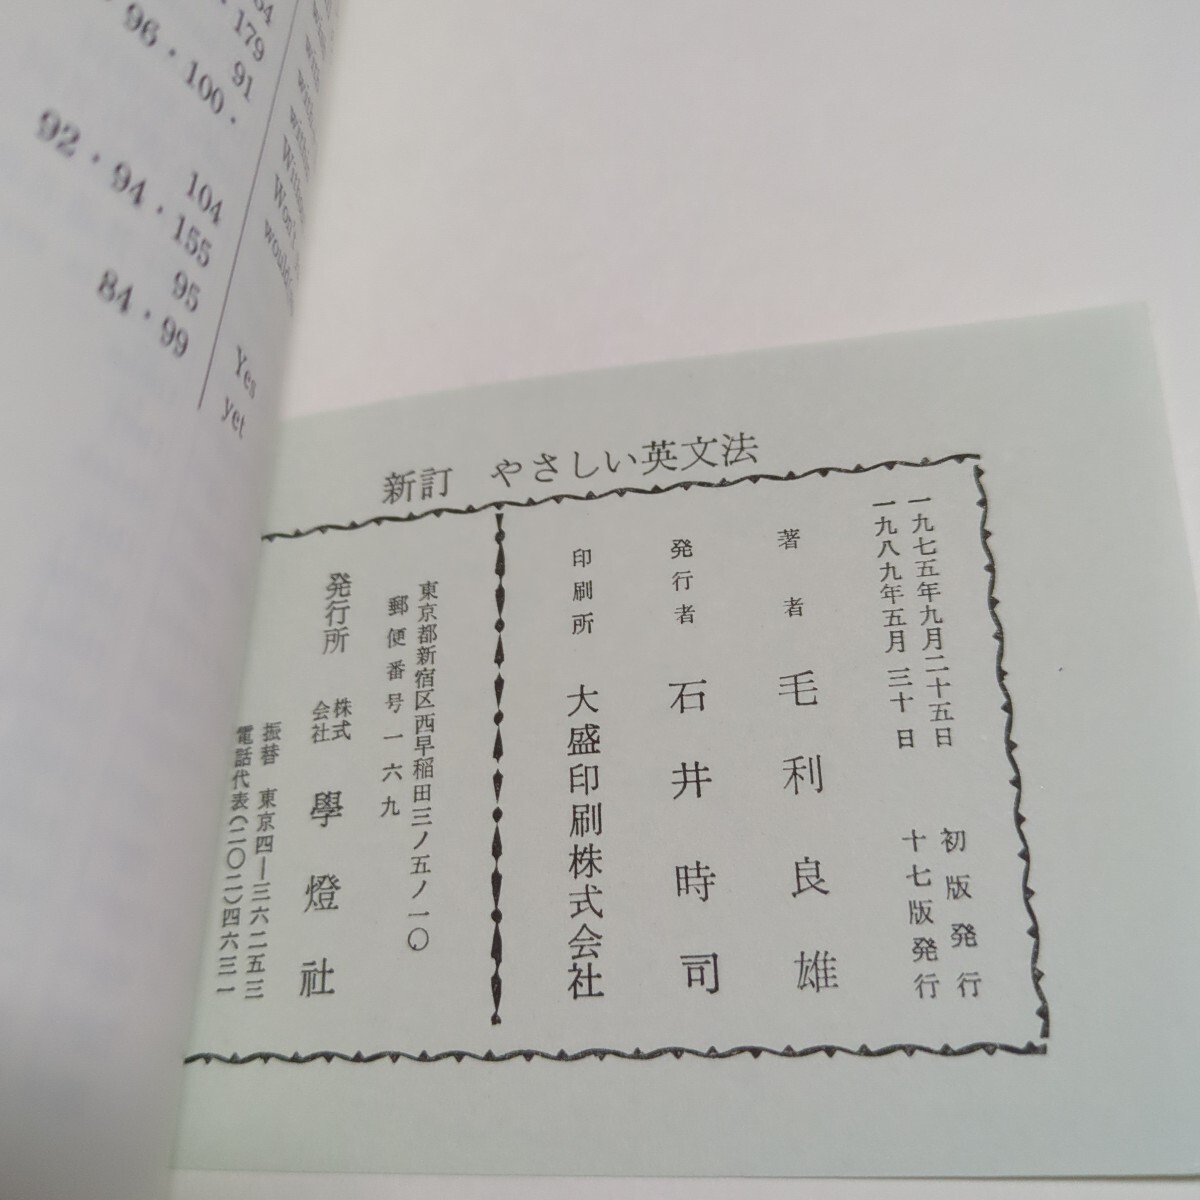 179
91
96・100・
104
92・94・155
95
84・99
Yes
yet
新訂 やさしい英文法
一九七五年九月二十五日 初版発行
一九八九年五月三十日 十七版発行
著者 毛利良雄
発行者 石井時司
印刷所 大盛印刷株式会社
東京都新宿区西早稲田三ノ五ノ一〇
郵便番号一六九
発行所 株式会社 學燈社
振替 東京四―三六二五三
電話代表(二〇二)四六三一